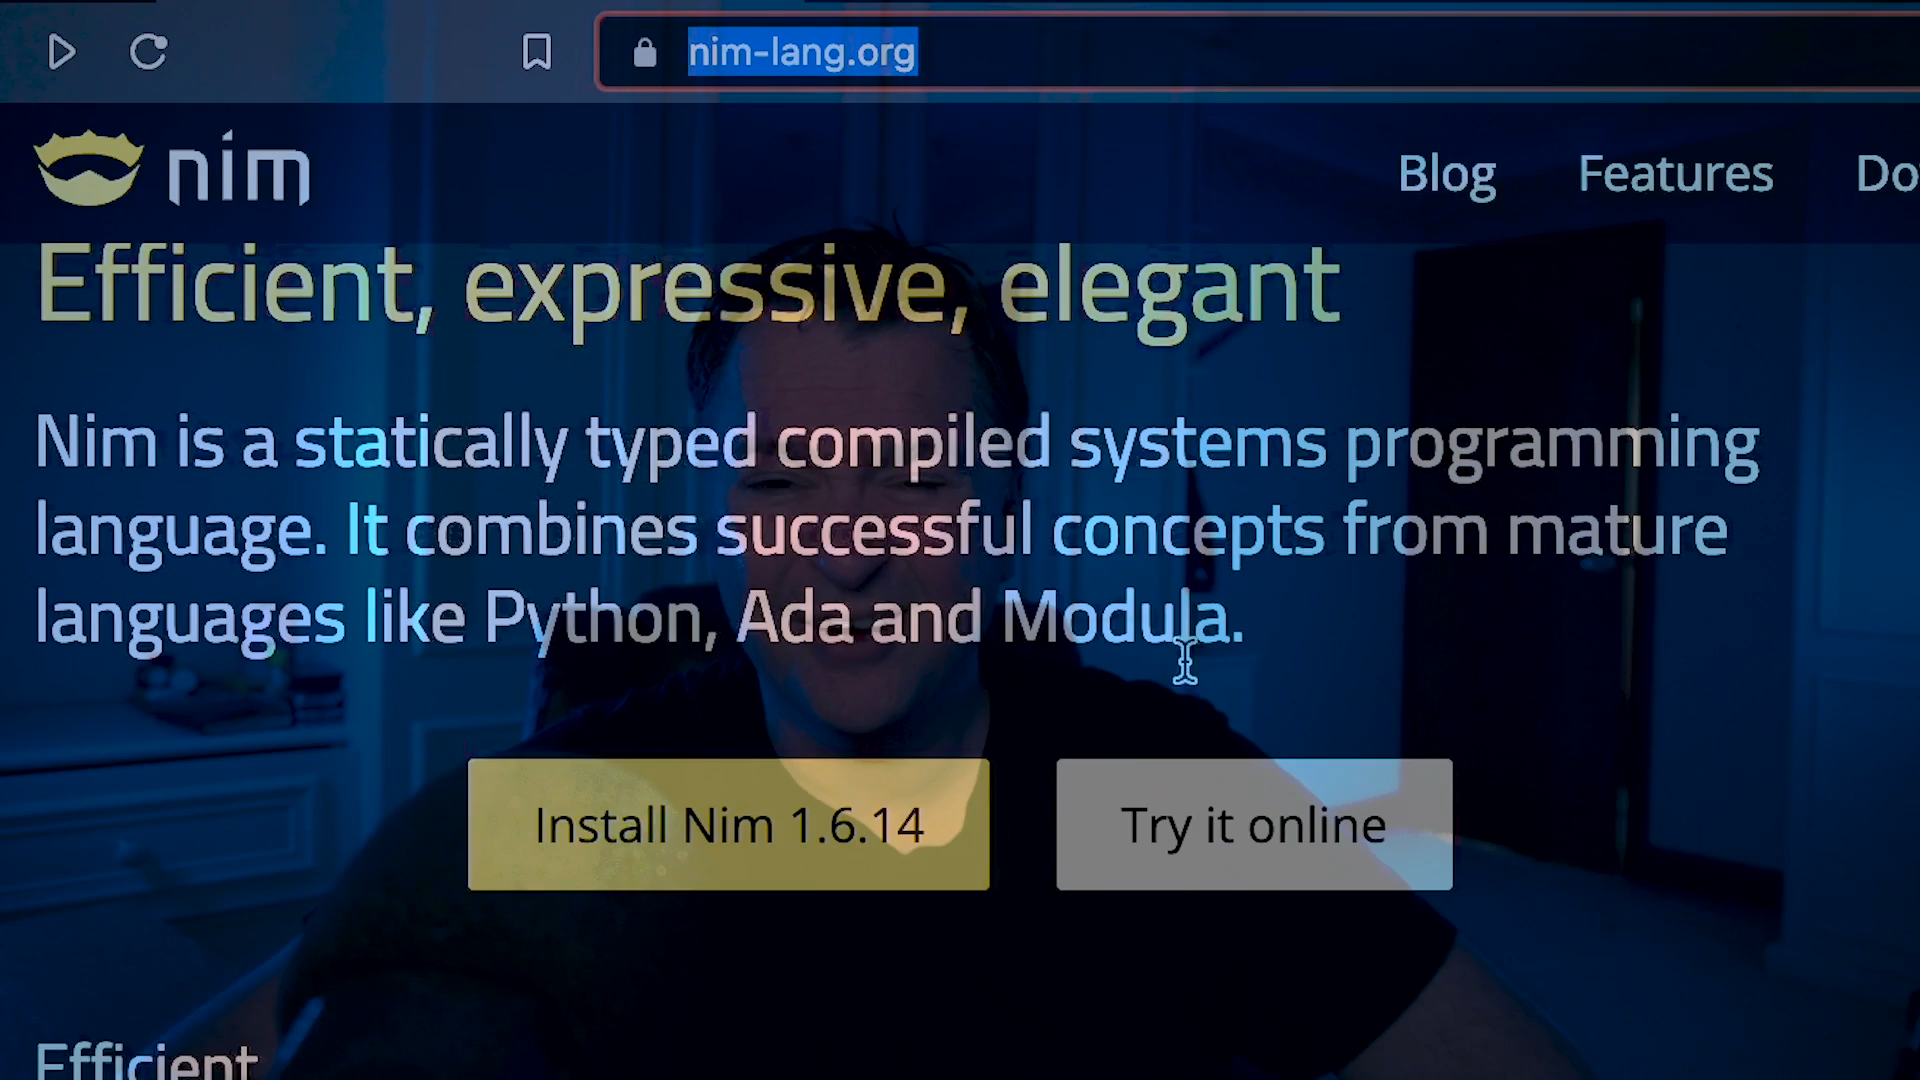 nim-lang.org
nim
Blog Features Do
Efficient, expressive, elegant
Nim is a statically typed compiled systems programming
language. It combines successful concepts from mature
languages like Python, Ada and Modula.
Install Nim 1.6.14
Try it online
Efficient